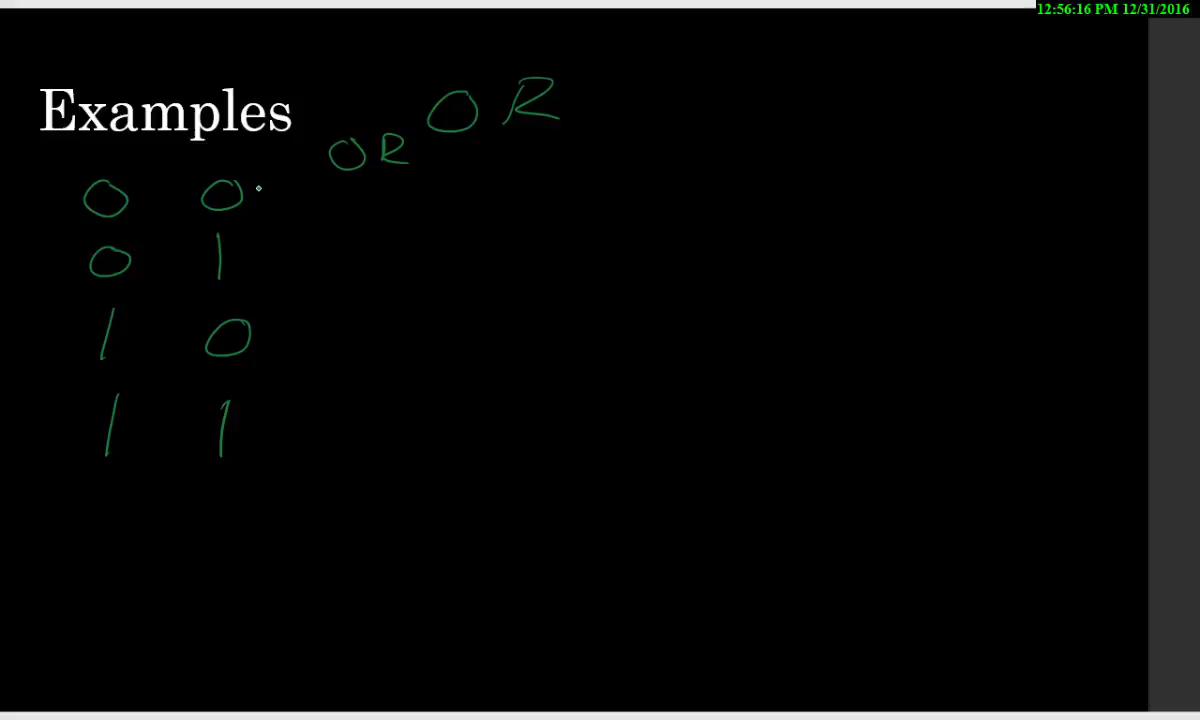 12:56:16 PM 12/31/2016
Examples
OR
OR
0 0
0 1
1 0
1 1